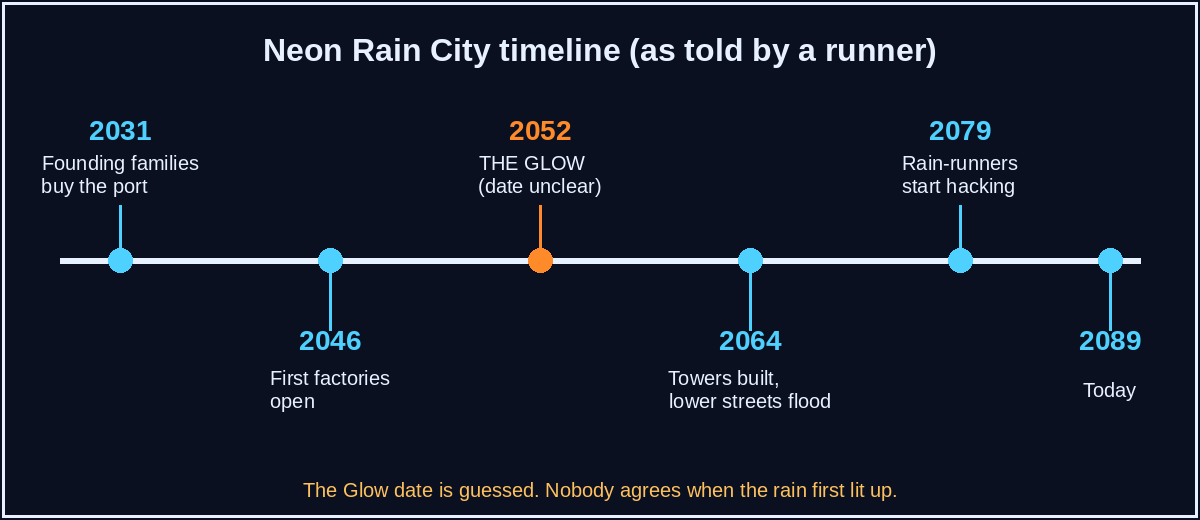 Neon Rain City timeline (as told by a runner)
2031
Founding families
buy the port
2046
First factories
open
2052
THE GLOW
(date unclear)
2064
Towers built,
lower streets flood
2079
Rain-runners
start hacking
2089
Today
The Glow date is guessed. Nobody agrees when the rain first lit up.